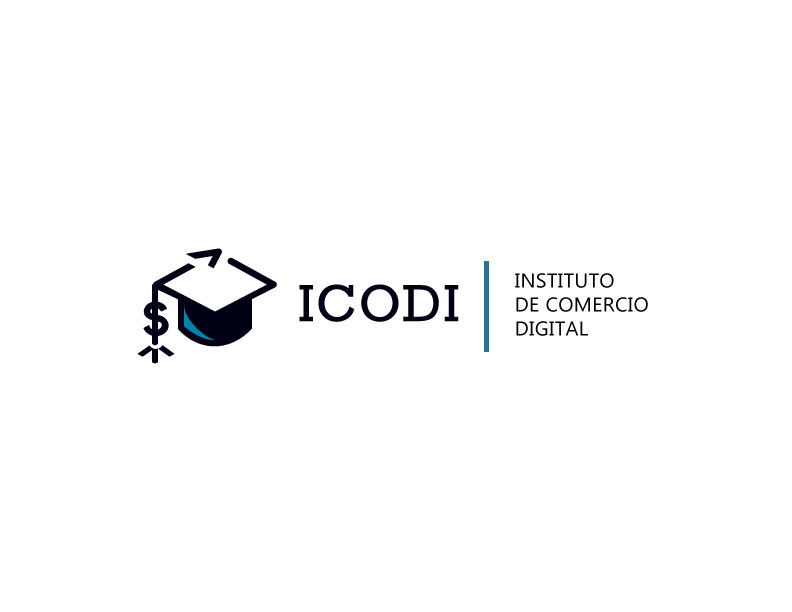 $
ICODI
INSTITUTO
DE COMERCIO
DIGITAL